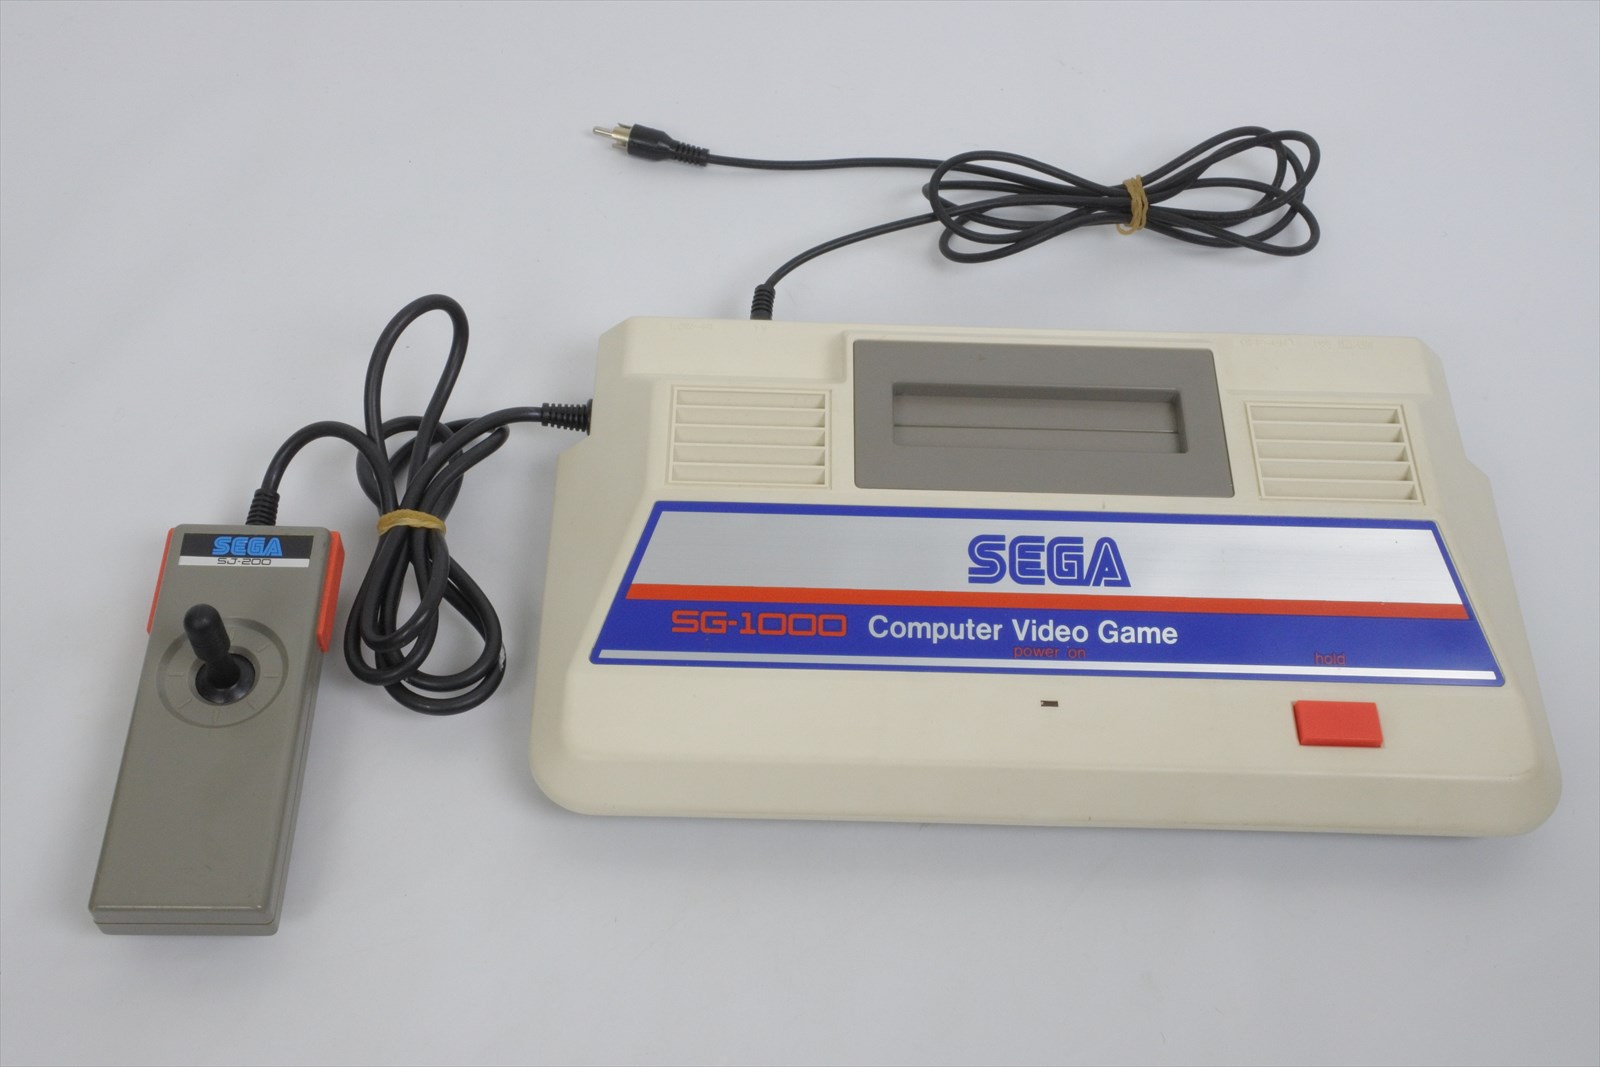 SEGA
SJ-200
SEGA
SG-1000 Computer Video Game
power on
hold